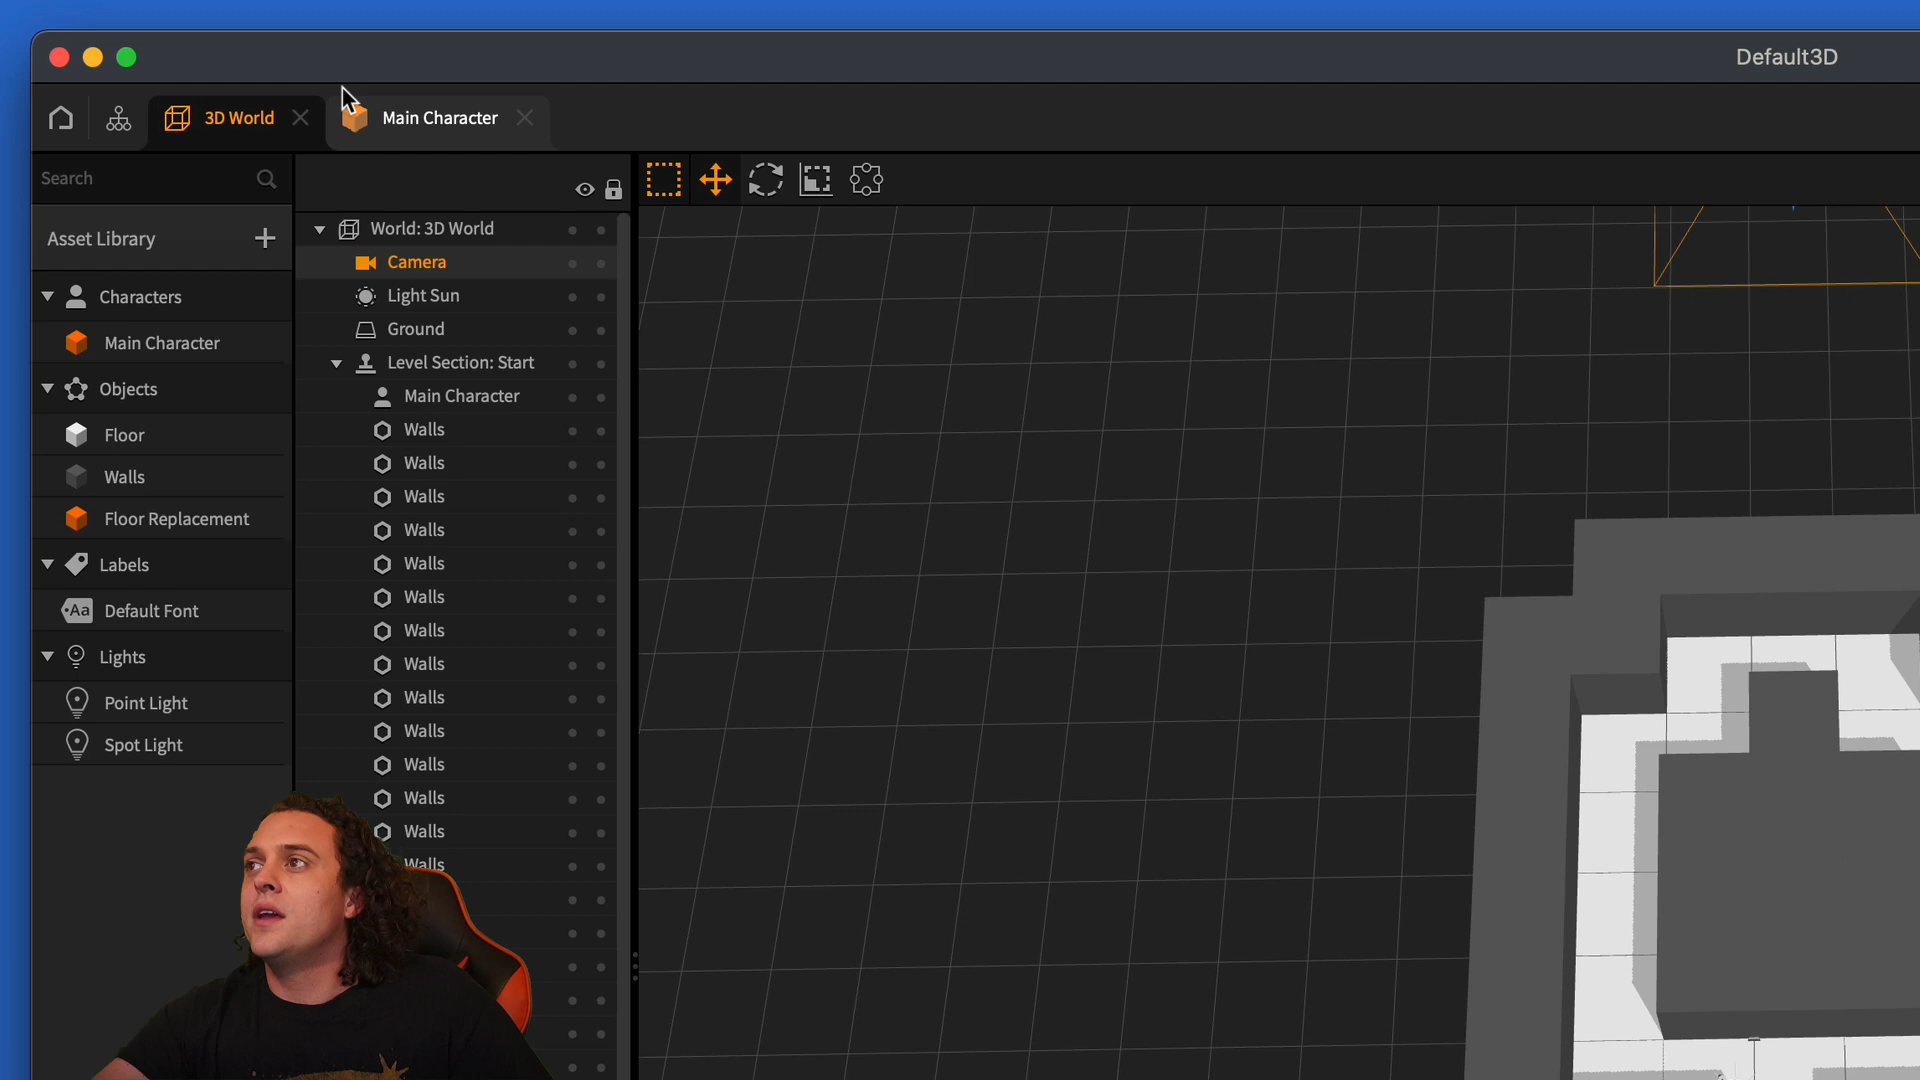 Default3D
3D World
Main Character
Search
Asset Library
Characters
Main Character
Objects
Floor
Walls
Floor Replacement
Labels
Aa
Default Font
Lights
Point Light
Spot Light
World: 3D World
Camera
Light Sun
Ground
Level Section: Start
Main Character
Walls
Walls
Walls
Walls
Walls
Walls
Walls
Walls
Walls
Walls
Walls
Walls
Walls
Walls